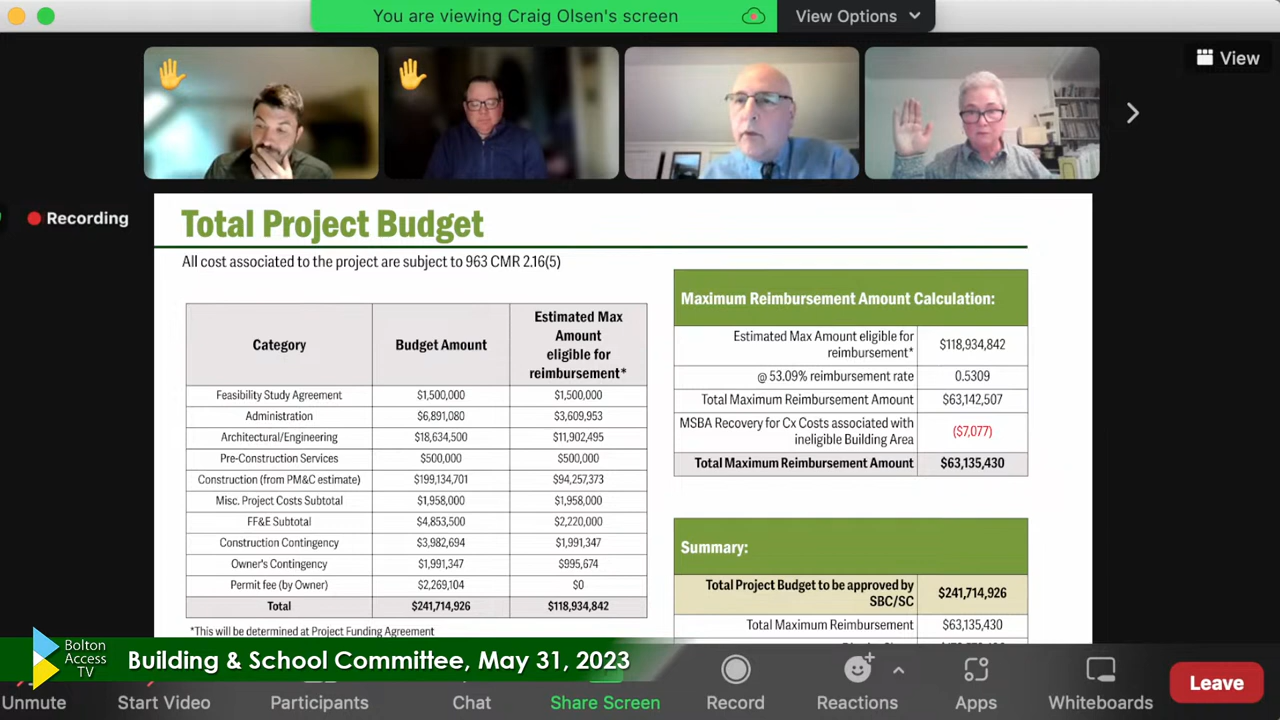 You are viewing Craig Olsen's screen
View Options
View
Recording
Total Project Budget
All cost associated to the project are subject to 963 CMR 2.16(5)
Category Budget Amount Estimated Max Amount eligible for reimbursement*
Feasibility Study Agreement $1,500,000 $1,500,000
Administration $6,891,080 $3,609,953
Architectural/Engineering $18,634,500 $11,902,495
Pre-Construction Services $500,000 $500,000
Construction (from PM&C estimate) $199,134,701 $94,257,373
Misc. Project Costs Subtotal $1,958,000 $1,958,000
FF&E Subtotal $4,853,500 $2,220,000
Construction Contingency $3,982,694 $1,991,347
Owner's Contingency $1,991,347 $995,674
Permit fee (by Owner) $2,269,104 $0
Total $241,714,926 $118,934,842
*This will be determined at Project Funding Agreement
Maximum Reimbursement Amount Calculation:
Estimated Max Amount eligible for reimbursement* $118,934,842
@ 53.09% reimbursement rate 0.5309
Total Maximum Reimbursement Amount $63,142,507
MSBA Recovery for Cx Costs associated with ineligible Building Area ($7,077)
Total Maximum Reimbursement Amount $63,135,430
Summary:
Total Project Budget to be approved by SBC/SC $241,714,926
Total Maximum Reimbursement $63,135,430
Bolton Access TV
Building & School Committee, May 31, 2023
Unmute
Start Video
Participants
Chat
Share Screen
Record
Reactions
Apps
Whiteboards
Leave